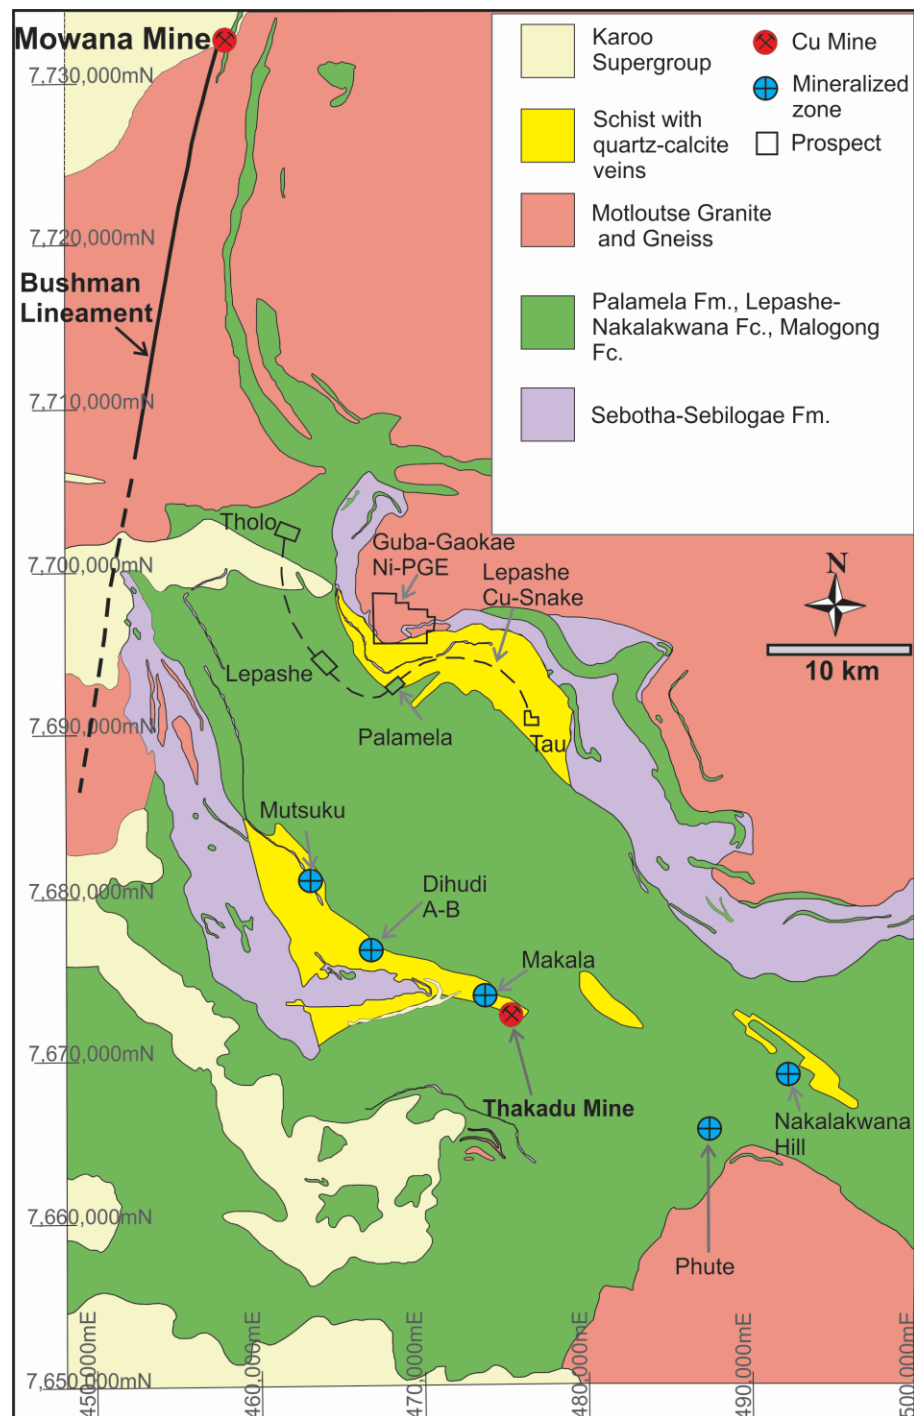 Mowana Mine
7,730,000mN
7,720,000mN
Bushman
Lineament
7,710,000mN
Tholo
Guba-Gaokae
Ni-PGE
Lepashe
Cu-Snake
7,700,000mN
Lepashe
Palamela
Tau
7,690,000mN
Mutsuku
Dihudi
A-B
7,680,000mN
Makala
7,670,000mN
Thakadu Mine
Nakalakwana
Hill
Phute
7,660,000mN
7,650,000mN
450,000mE
460,000mE
470,000mE
480,000mE
490,000mE
500,000mE
Karoo
Supergroup
Schist with
quartz-calcite
veins
Motloutse Granite
and Gneiss
Palamela Fm., Lepashe-
Nakalakwana Fc., Malogong
Fc.
Sebotha-Sebilogae Fm.
Cu Mine
Mineralized
zone
Prospect
N
10 km